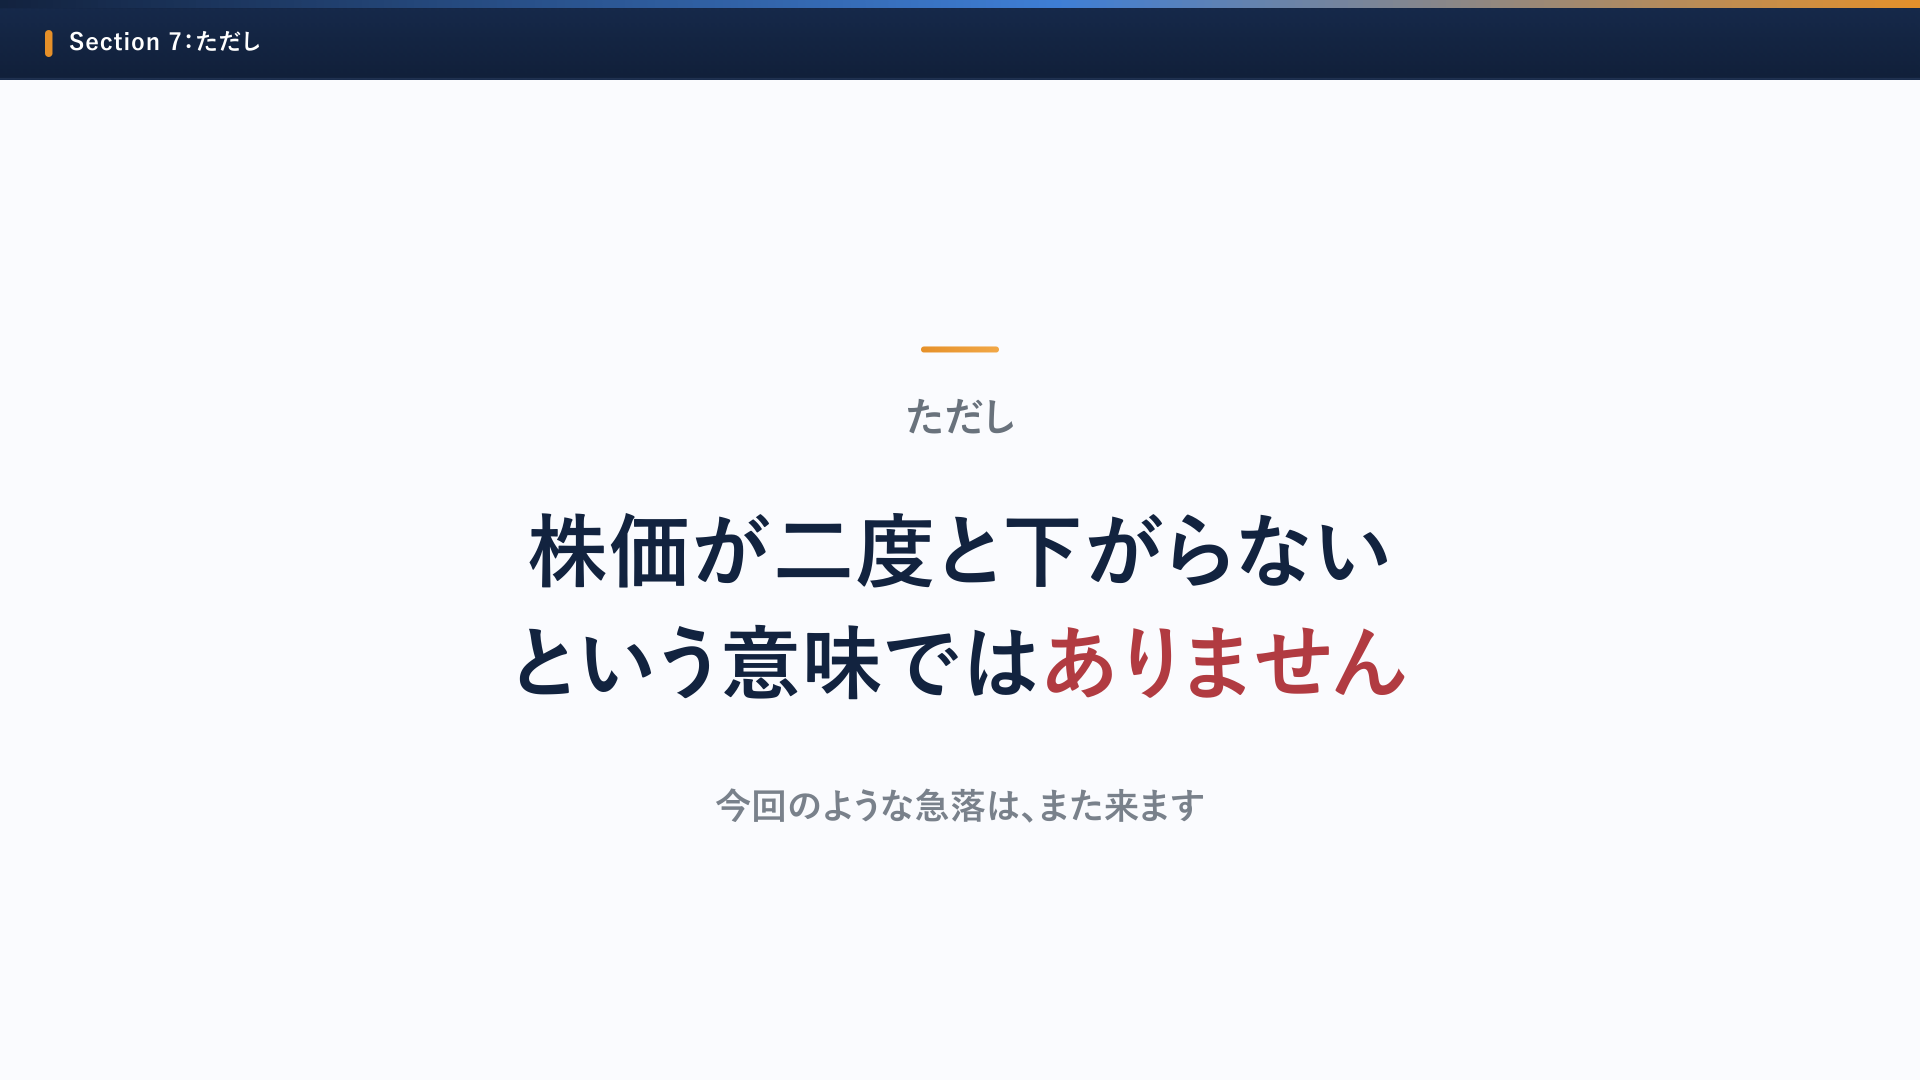 Section 7：ただし
ただし
株価が二度と下がらない
という意味ではありません
今回のような急落は、また来ます